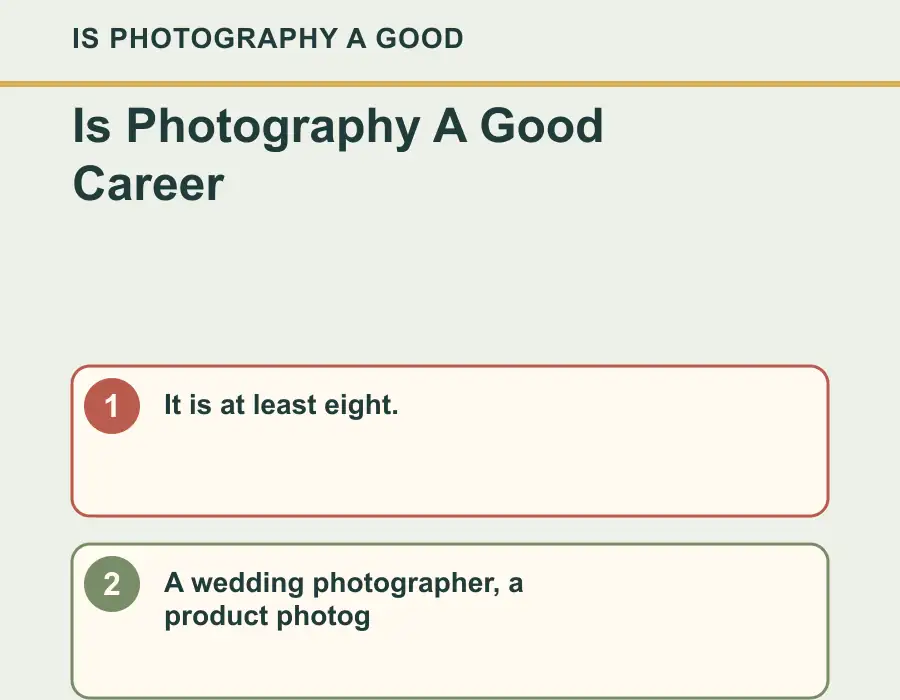 IS PHOTOGRAPHY A GOOD
Is Photography A Good
Career
1
It is at least eight.
2
A wedding photographer, a
product photog